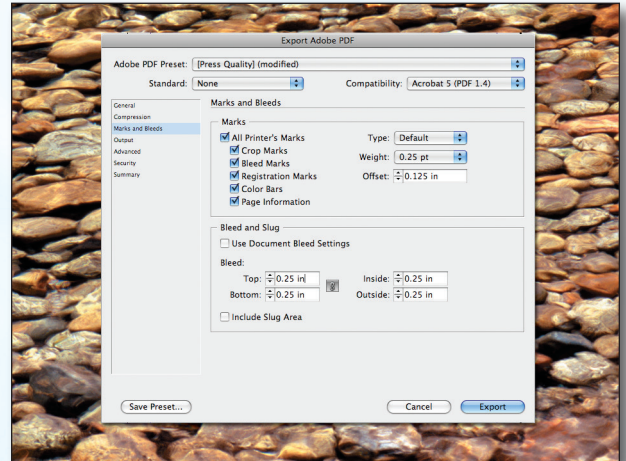 Export Adobe PDF
Adobe PDF Preset: [Press Quality] (modified)
Standard: None Compatibility: Acrobat 5 (PDF 1.4)
General
Compression
Marks and Bleeds
Output
Advanced
Security
Summary
Marks and Bleeds
Marks
All Printer's Marks Type: Default
Crop Marks Weight: 0.25 pt
Bleed Marks
Registration Marks Offset: 0.125 in
Color Bars
Page Information
Bleed and Slug
Use Document Bleed Settings
Bleed:
Top: 0.25 in Inside: 0.25 in
Bottom: 0.25 in Outside: 0.25 in
Include Slug Area
Save Preset... Cancel Export